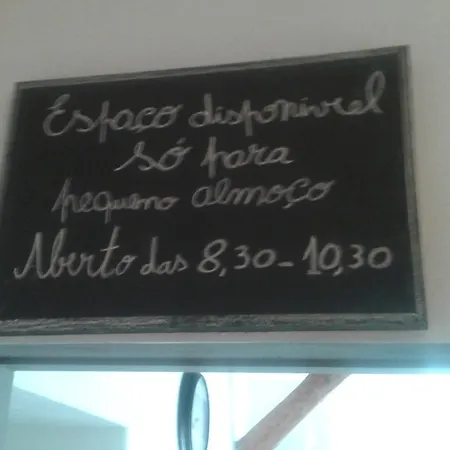 Espaço disponivel
só para
pequeno almoço
Aberto das 8,30-10,30